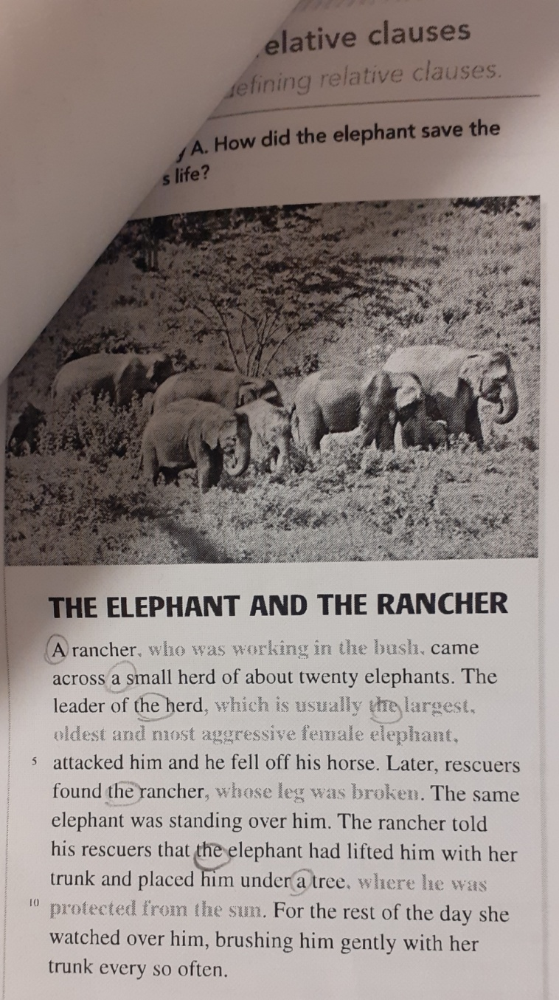 elative clauses
efining relative clauses.
A. How did the elephant save the
s life?
THE ELEPHANT AND THE RANCHER
A rancher, who was working in the bush, came
across a small herd of about twenty elephants. The
leader of the herd, which is usually the largest,
oldest and most aggressive female elephant,
5 attacked him and he fell off his horse. Later, rescuers
found the rancher, whose leg was broken. The same
elephant was standing over him. The rancher told
his rescuers that the elephant had lifted him with her
trunk and placed him under a tree, where he was
10 protected from the sun. For the rest of the day she
watched over him, brushing him gently with her
trunk every so often.